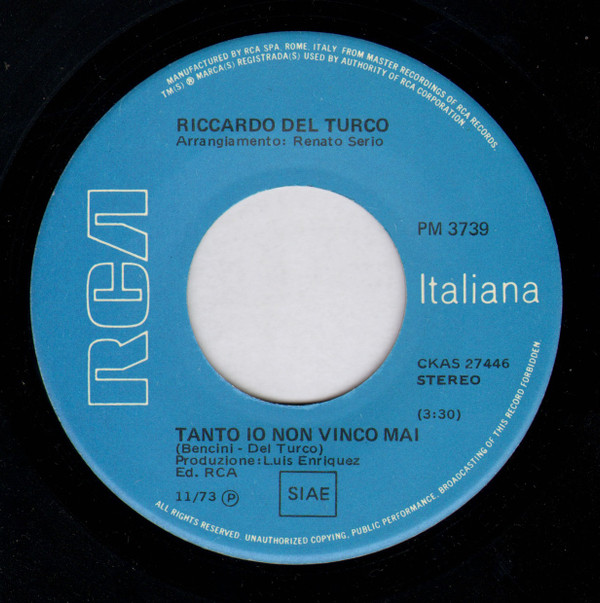 MANUFACTURED BY RCA SPA, ROME, ITALY, FROM MASTER RECORDINGS OF RCA RECORDS,
TM(S) ® MARCA(S) REGISTRADA(S) USED BY AUTHORITY OF RCA CORPORATION
RICCARDO DEL TURCO
Arrangiamento: Renato Serio
RCA
PM 3739
Italiana
CKAS 27446
STEREO
(3:30)
TANTO IO NON VINCO MAI
(Bencini - Del Turco)
Produzione: Luis Enriquez
Ed. RCA
11/73 Ⓟ
SIAE
ALL RIGHTS RESERVED. UNAUTHORIZED COPYING, PUBLIC PERFORMANCE, BROADCASTING OF THIS RECORD FORBIDDEN.